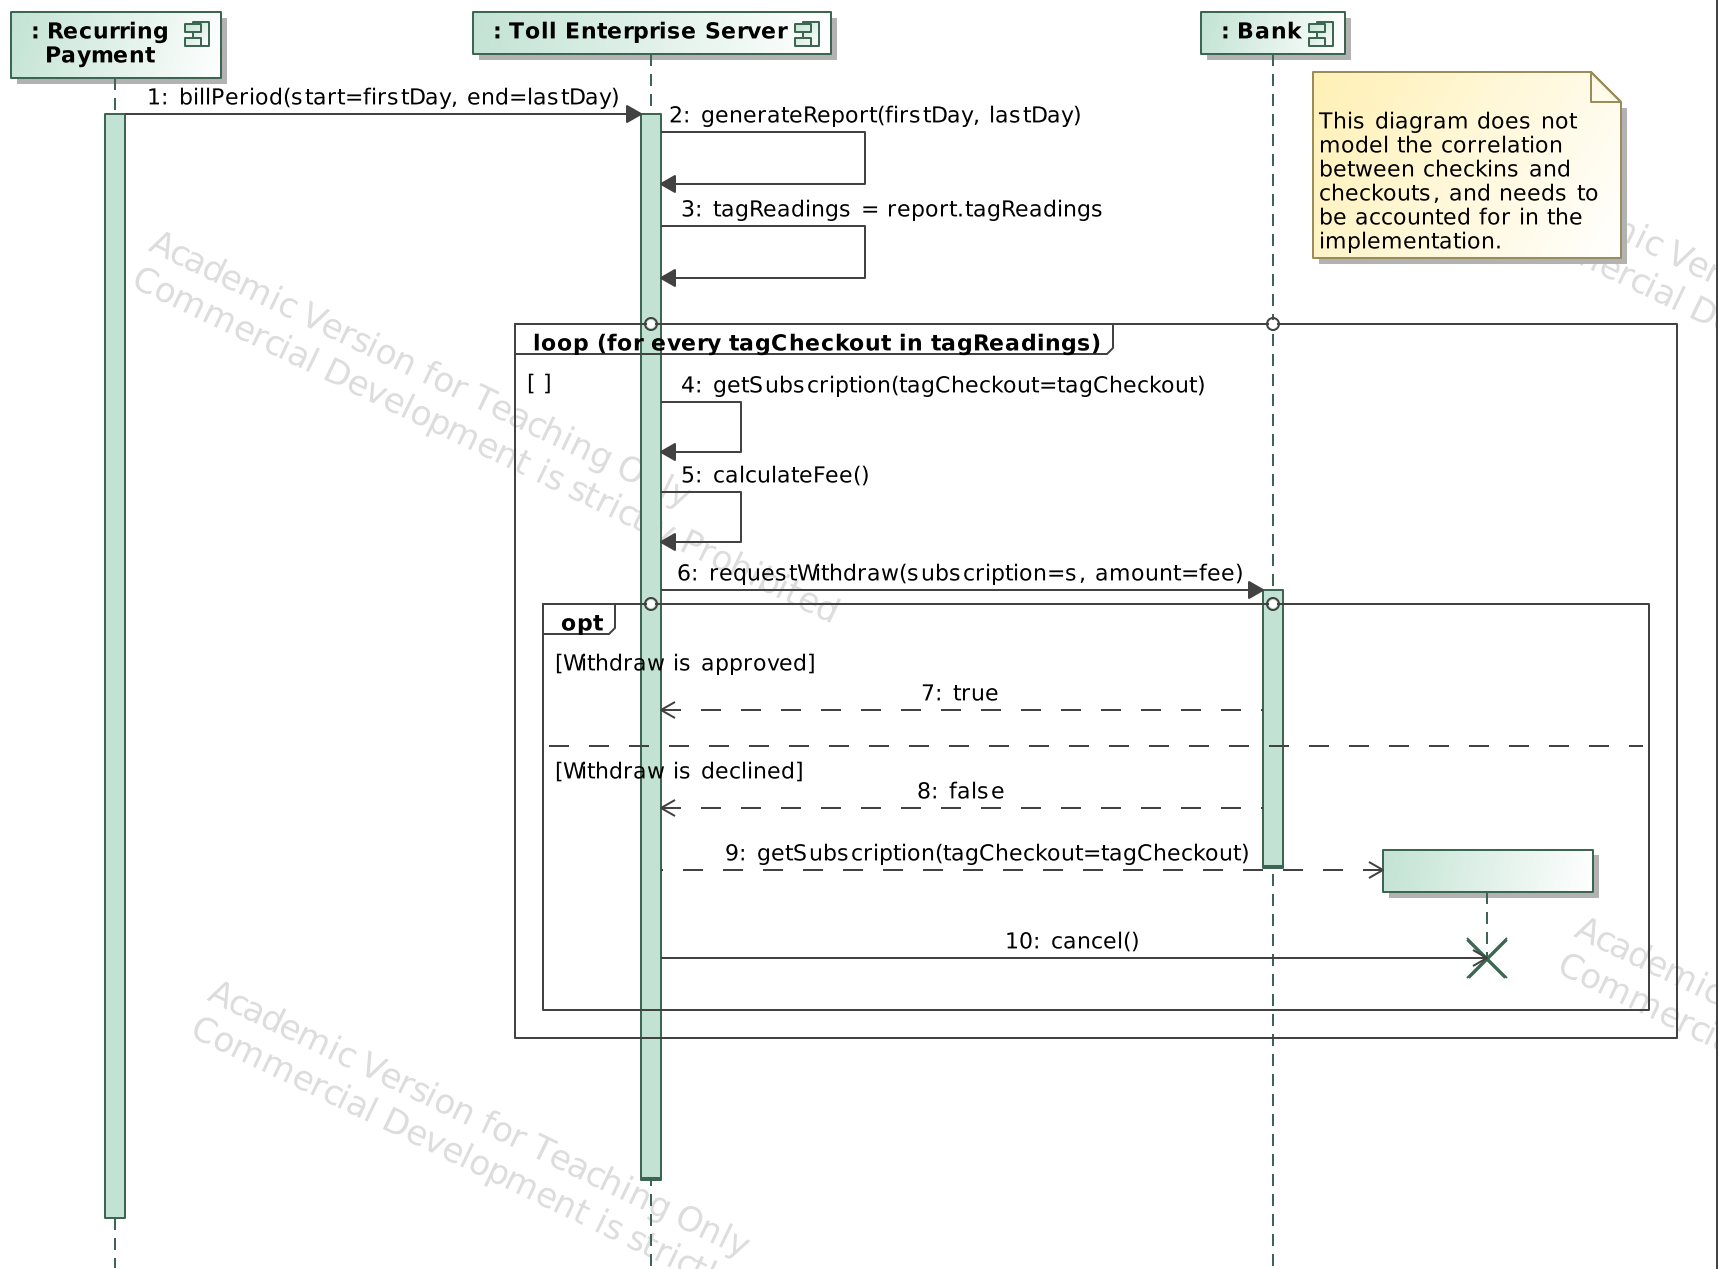 : Recurring
Payment
: Toll Enterprise Server
: Bank
1: billPeriod(start=firstDay, end=lastDay)
2: generateReport(firstDay, lastDay)
This diagram does not
model the correlation
between checkins and
checkouts, and needs to
be accounted for in the
implementation.
3: tagReadings = report.tagReadings
loop (for every tagCheckout in tagReadings)
[ ]
4: getSubscription(tagCheckout=tagCheckout)
5: calculateFee()
6: requestWithdraw(subscription=s, amount=fee)
opt
[Withdraw is approved]
7: true
[Withdraw is declined]
8: false
9: getSubscription(tagCheckout=tagCheckout)
10: cancel()
Academic Version for Teaching Only
Commercial Development is strictly Prohibited
Academic Version for Teaching Only
Commercial Development is
Academic